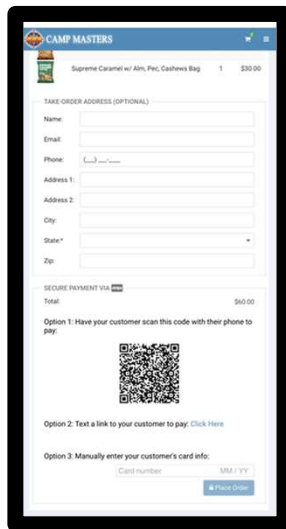 CAMP MASTERS
Supreme Caramel w/ Alm, Pec, Cashews Bag 1 $30.00
TAKE-ORDER ADDRESS (OPTIONAL)
Name:
Email:
Phone: (__) __-____
Address 1:
Address 2:
City:
State:*
Zip:
SECURE PAYMENT VIA
Total: $60.00
Option 1: Have your customer scan this code with their phone to
pay:
Option 2: Text a link to your customer to pay: Click Here
Option 3: Manually enter your customer's card info:
Card number MM / YY
Place Order